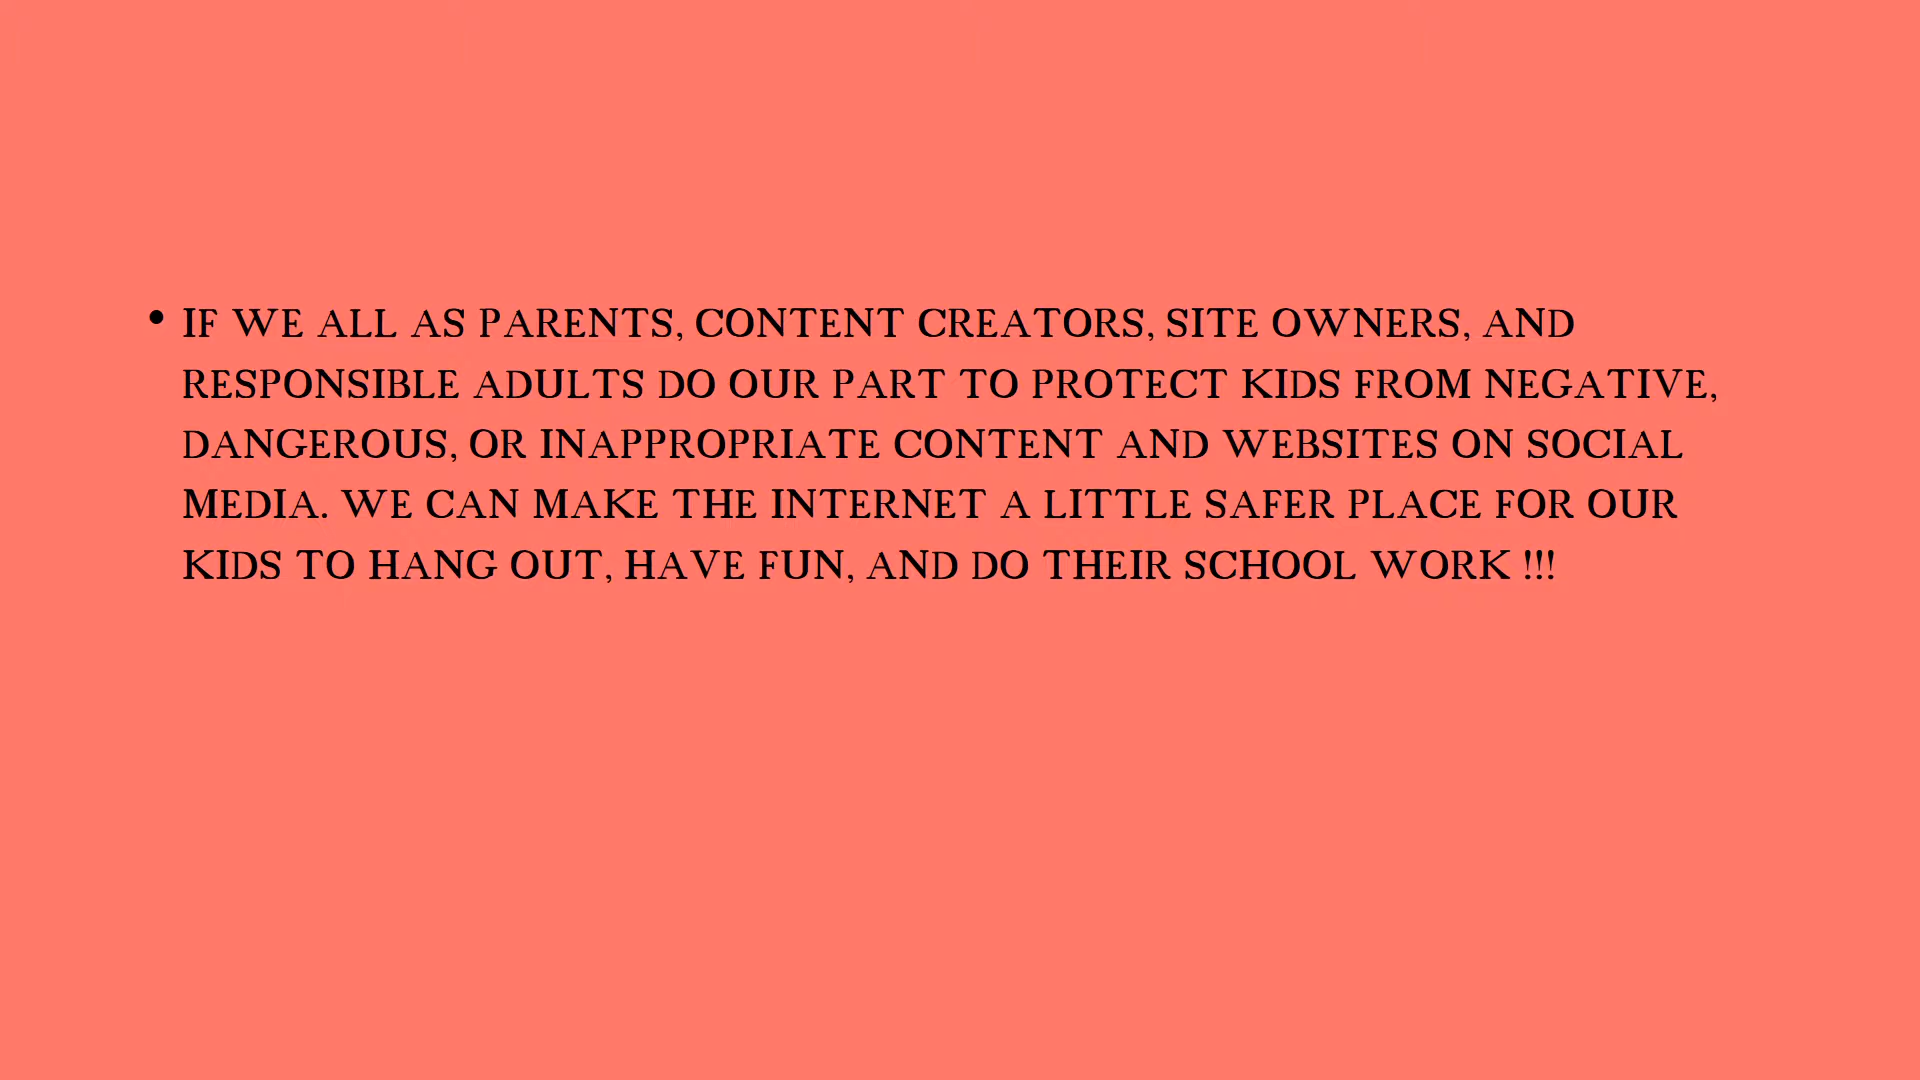 • IF WE ALL AS PARENTS, CONTENT CREATORS, SITE OWNERS, AND
RESPONSIBLE ADULTS DO OUR PART TO PROTECT KIDS FROM NEGATIVE,
DANGEROUS, OR INAPPROPRIATE CONTENT AND WEBSITES ON SOCIAL
MEDIA. WE CAN MAKE THE INTERNET A LITTLE SAFER PLACE FOR OUR
KIDS TO HANG OUT, HAVE FUN, AND DO THEIR SCHOOL WORK !!!